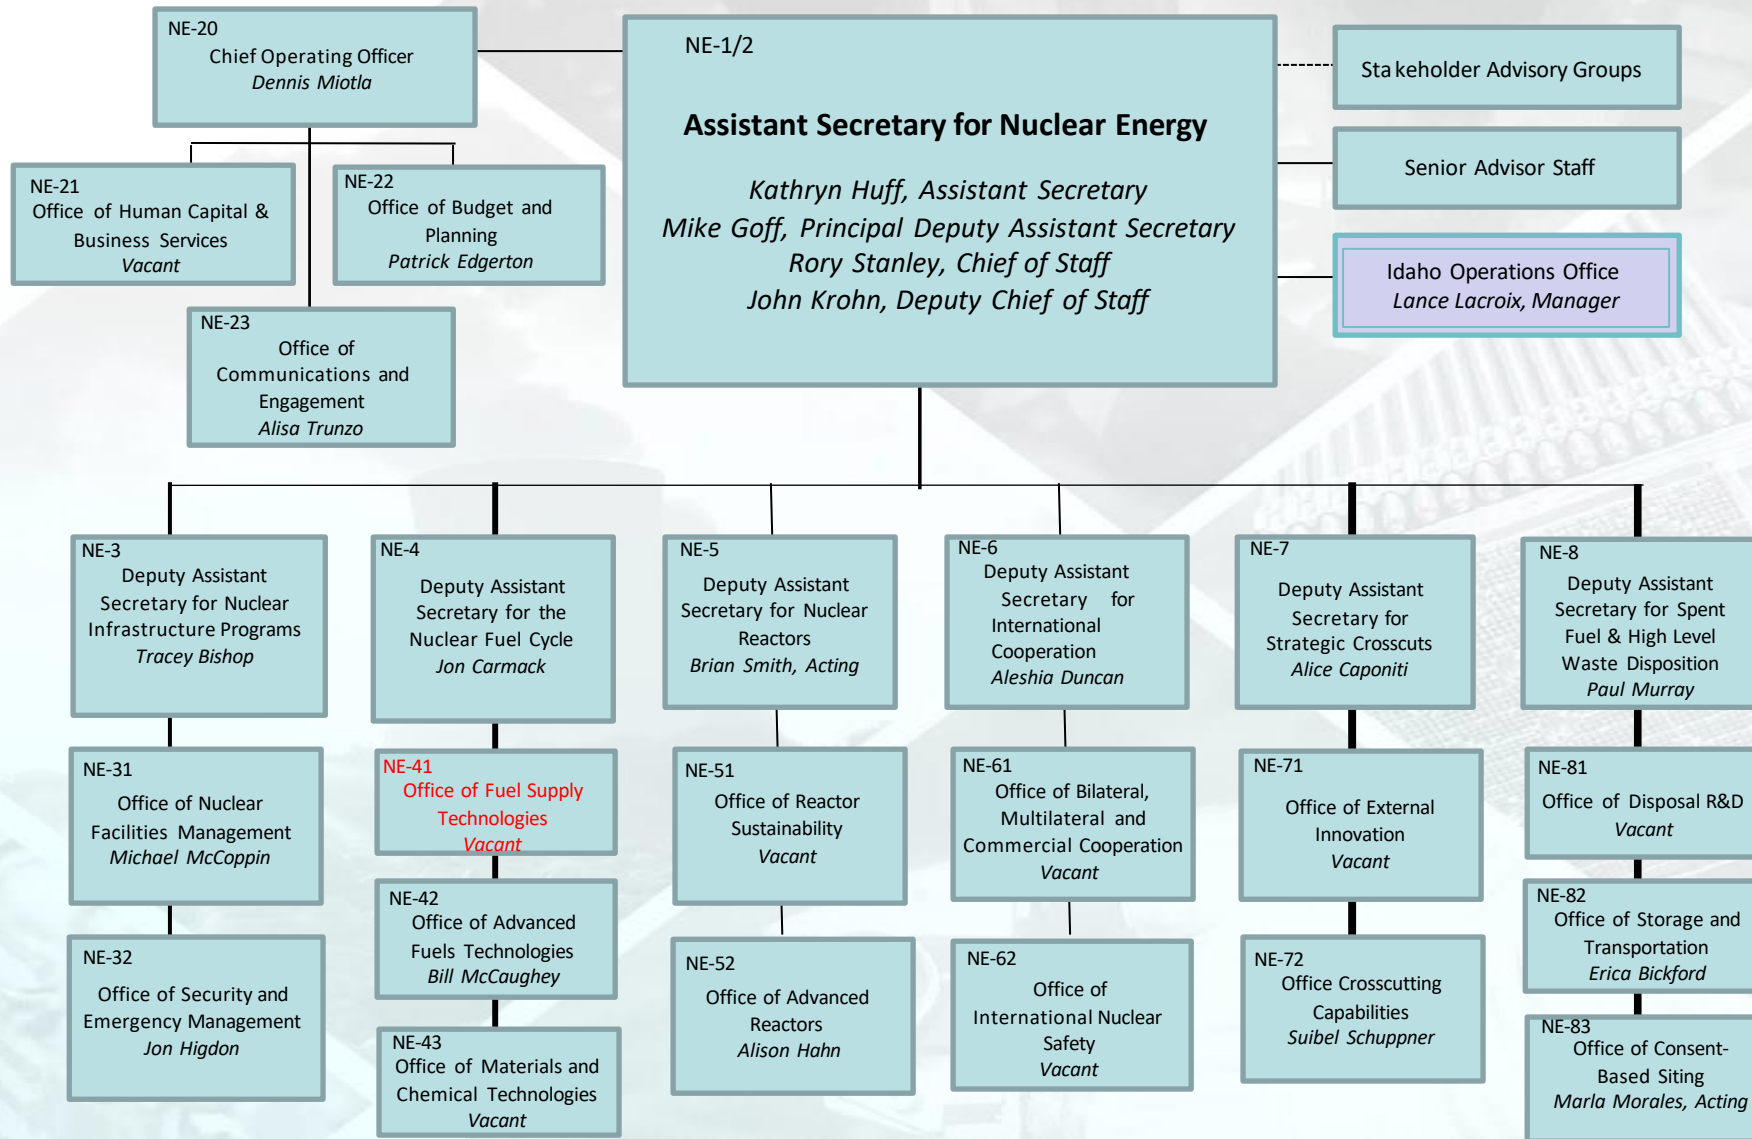 NE-20
Chief Operating Officer
Dennis Miotla
NE-1/2
Assistant Secretary for Nuclear Energy
Kathryn Huff, Assistant Secretary
Mike Goff, Principal Deputy Assistant Secretary
Rory Stanley, Chief of Staff
John Krohn, Deputy Chief of Staff
Stakeholder Advisory Groups
Senior Advisor Staff
Idaho Operations Office
Lance Lacroix, Manager
NE-21
Office of Human Capital &
Business Services
Vacant
NE-22
Office of Budget and
Planning
Patrick Edgerton
NE-23
Office of
Communications and
Engagement
Alisa Trunzo
NE-3
Deputy Assistant
Secretary for Nuclear
Infrastructure Programs
Tracey Bishop
NE-4
Deputy Assistant
Secretary for the
Nuclear Fuel Cycle
Jon Carmack
NE-5
Deputy Assistant
Secretary for Nuclear
Reactors
Brian Smith, Acting
NE-6
Deputy Assistant
Secretary for
International
Cooperation
Aleshia Duncan
NE-7
Deputy Assistant
Secretary for
Strategic Crosscuts
Alice Caponiti
NE-8
Deputy Assistant
Secretary for Spent
Fuel & High Level
Waste Disposition
Paul Murray
NE-31
Office of Nuclear
Facilities Management
Michael McCoppin
NE-41
Office of Fuel Supply
Technologies
Vacant
NE-51
Office of Reactor
Sustainability
Vacant
NE-61
Office of Bilateral,
Multilateral and
Commercial Cooperation
Vacant
NE-71
Office of External
Innovation
Vacant
NE-81
Office of Disposal R&D
Vacant
NE-32
Office of Security and
Emergency Management
Jon Higdon
NE-42
Office of Advanced
Fuels Technologies
Bill McCaughey
NE-52
Office of Advanced
Reactors
Alison Hahn
NE-62
Office of
International Nuclear
Safety
Vacant
NE-72
Office Crosscutting
Capabilities
Suibel Schuppner
NE-82
Office of Storage and
Transportation
Erica Bickford
NE-43
Office of Materials and
Chemical Technologies
Vacant
NE-83
Office of Consent-
Based Siting
Marla Morales, Acting